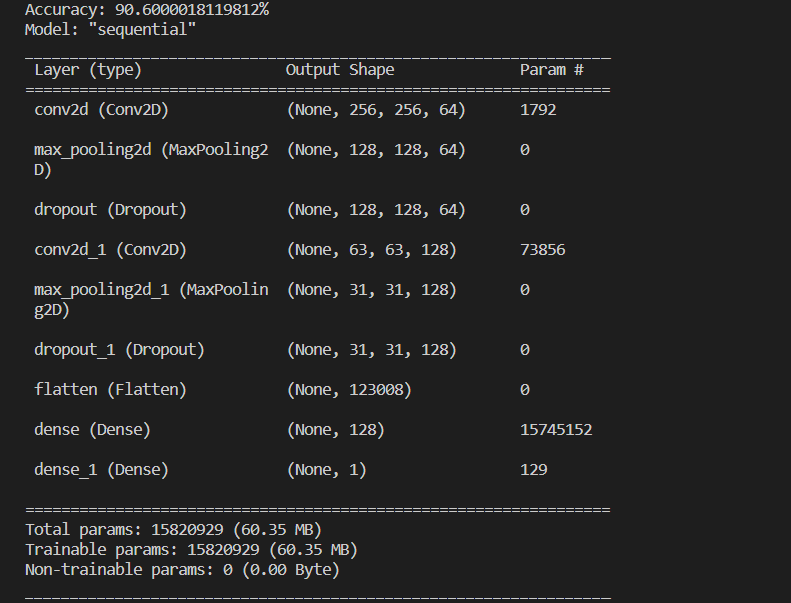 Accuracy: 90.6000018119812%
Model: "sequential"
_________________________________________________________________
Layer (type) Output Shape Param #
=================================================================
conv2d (Conv2D) (None, 256, 256, 64) 1792
max_pooling2d (MaxPooling2 (None, 128, 128, 64) 0
D)
dropout (Dropout) (None, 128, 128, 64) 0
conv2d_1 (Conv2D) (None, 63, 63, 128) 73856
max_pooling2d_1 (MaxPoolin (None, 31, 31, 128) 0
g2D)
dropout_1 (Dropout) (None, 31, 31, 128) 0
flatten (Flatten) (None, 123008) 0
dense (Dense) (None, 128) 15745152
dense_1 (Dense) (None, 1) 129
=================================================================
Total params: 15820929 (60.35 MB)
Trainable params: 15820929 (60.35 MB)
Non-trainable params: 0 (0.00 Byte)
_________________________________________________________________